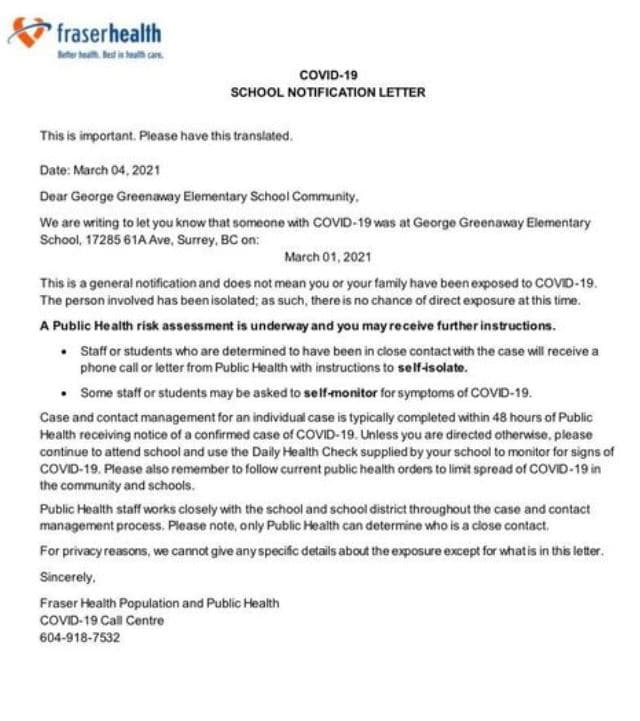 fraserhealth
Better health. Best in health care.
COVID-19
SCHOOL NOTIFICATION LETTER
This is important. Please have this translated.
Date: March 04, 2021
Dear George Greenaway Elementary School Community,
We are writing to let you know that someone with COVID-19 was at George Greenaway Elementary
School, 17285 61A Ave, Surrey, BC on:
March 01, 2021
This is a general notification and does not mean you or your family have been exposed to COVID-19.
The person involved has been isolated; as such, there is no chance of direct exposure at this time.
A Public Health risk assessment is underway and you may receive further instructions.
• Staff or students who are determined to have been in close contact with the case will receive a
phone call or letter from Public Health with instructions to self-isolate.
• Some staff or students may be asked to self-monitor for symptoms of COVID-19.
Case and contact management for an individual case is typically completed within 48 hours of Public
Health receiving notice of a confirmed case of COVID-19. Unless you are directed otherwise, please
continue to attend school and use the Daily Health Check supplied by your school to monitor for signs of
COVID-19. Please also remember to follow current public health orders to limit spread of COVID-19 in
the community and schools.
Public Health staff works closely with the school and school district throughout the case and contact
management process. Please note, only Public Health can determine who is a close contact.
For privacy reasons, we cannot give any specific details about the exposure except for what is in this letter.
Sincerely,
Fraser Health Population and Public Health
COVID-19 Call Centre
604-918-7532